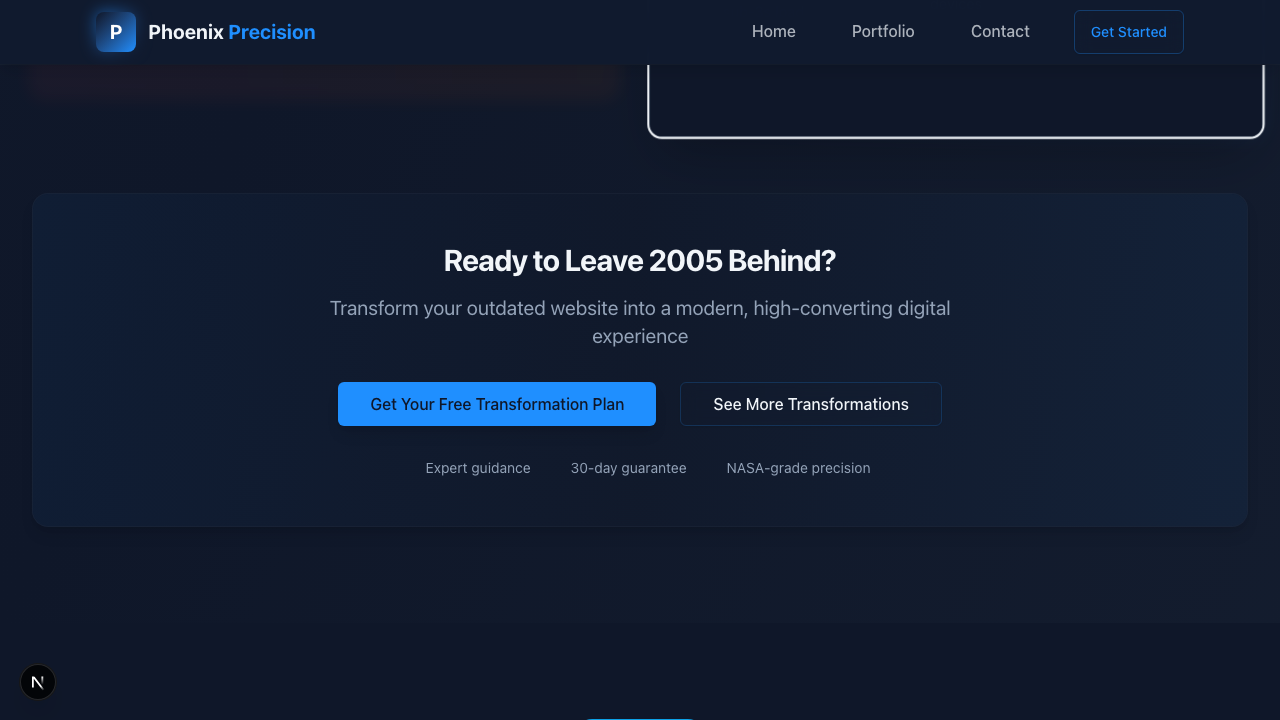 P
Phoenix Precision
Home
Portfolio
Contact
Get Started
Ready to Leave 2005 Behind?
Transform your outdated website into a modern, high-converting digital
experience
Get Your Free Transformation Plan
See More Transformations
Expert guidance
30-day guarantee
NASA-grade precision
N